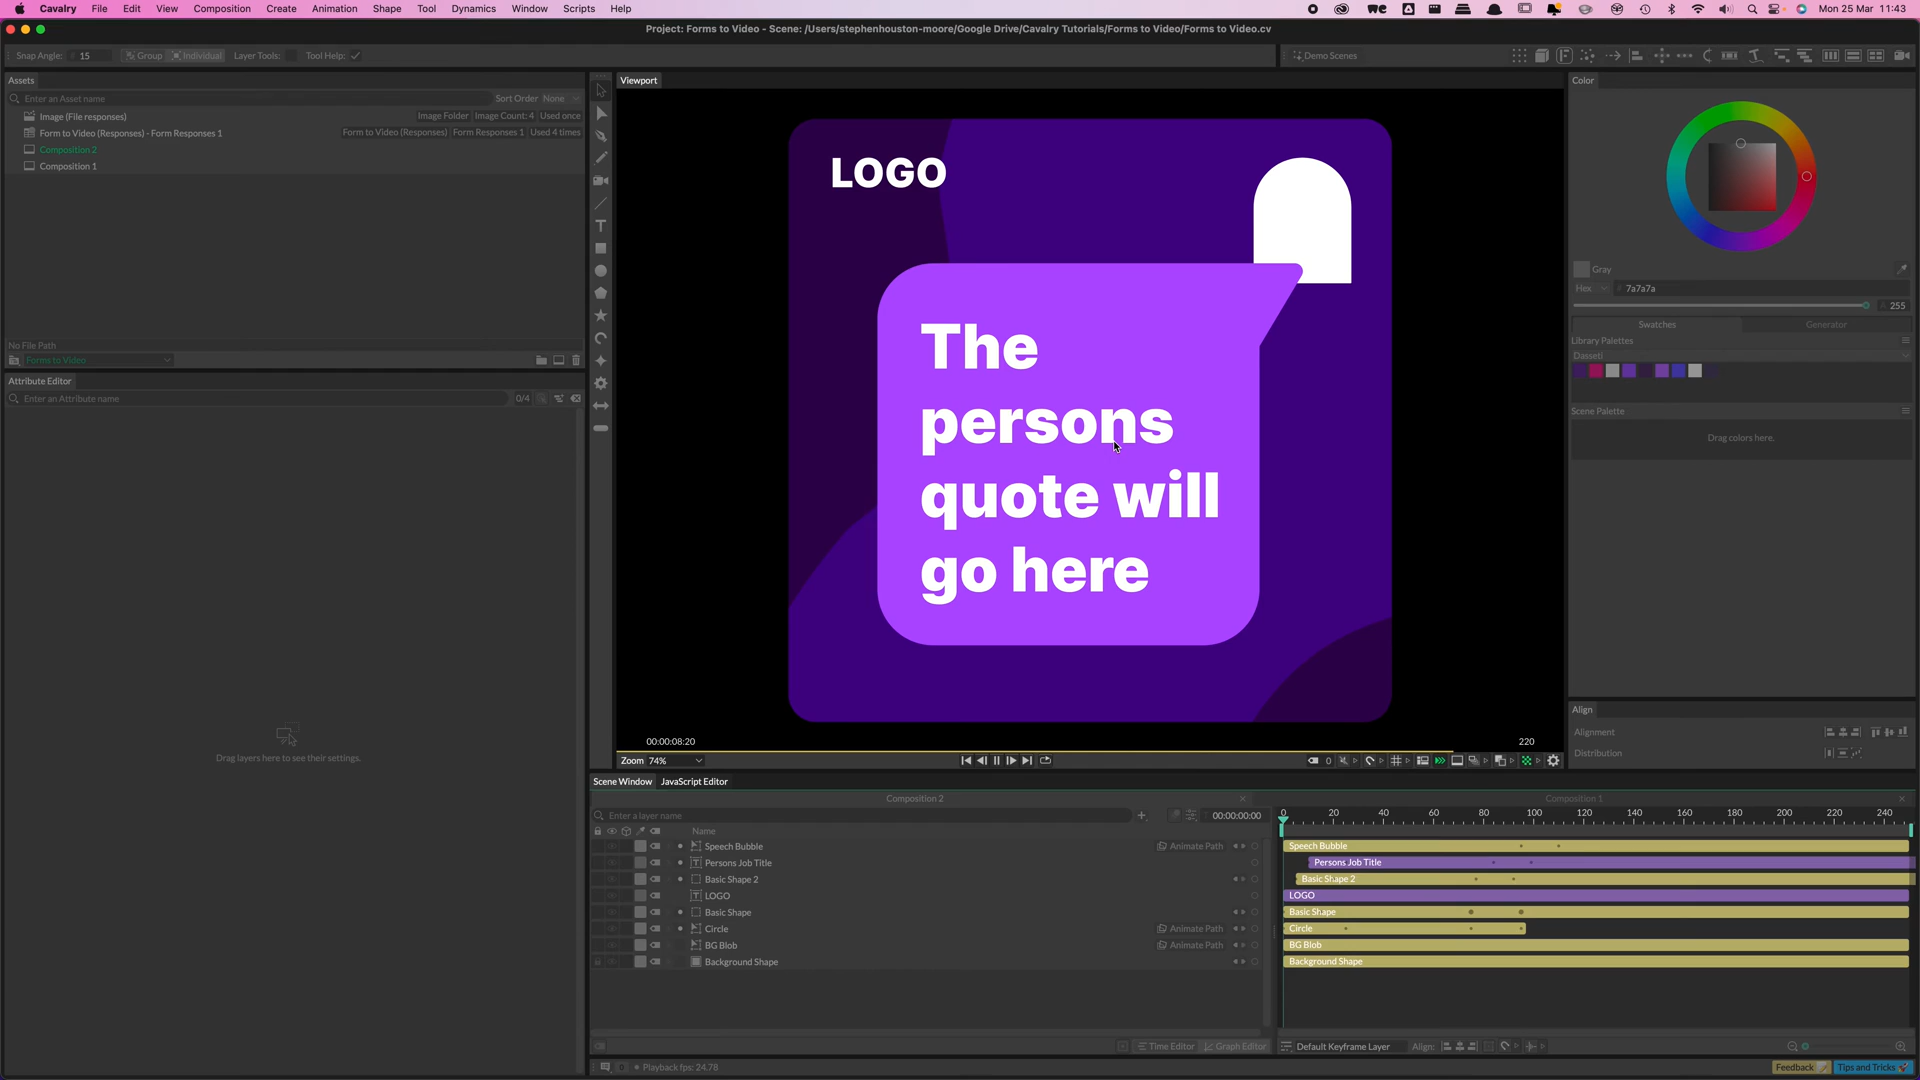 Cavalry File Edit View Composition Create Animation Shape Tool Dynamics Window Scripts Help
Mon 25 Mar 11:43
Project: Forms to Video - Scene: /Users/stephenhouston-moore/Google Drive/Cavalry Tutorials/Forms to Video/Forms to Video.cv
Snap Angle: 15 Group Individual Layer Tools: Tool Help:
Demo Scenes
Assets
Enter an Asset name
Sort Order None
Image (File responses)
Image Folder Image Count: 4 Used once
Form to Video (Responses) - Form Responses 1
Form to Video (Responses) Form Responses 1 Used 4 times
Composition 2
Composition 1
No File Path
Forms to Video
Attribute Editor
Enter an Attribute name
0/4
Drag layers here to see their settings.
Viewport
LOGO
The
persons
quote will
go here
00:00:08:20
220
Zoom 74%
0
Color
Gray
Hex # 7a7a7a
255
Swatches
Generator
Library Palettes
Dasseti
Scene Palette
Drag colors here.
Align
Alignment
Distribution
Scene Window JavaScript Editor
Composition 2
Composition 1
Enter a layer name
00:00:00:00
0 20 40 60 80 100 120 140 160 180 200 220 240
Name
Speech Bubble
Animate Path
Speech Bubble
Persons Job Title
Persons Job Title
Basic Shape 2
Basic Shape 2
LOGO
LOGO
Basic Shape
Basic Shape
Circle
Animate Path
Circle
BG Blob
Animate Path
BG Blob
Background Shape
Background Shape
Time Editor Graph Editor
Default Keyframe Layer Align:
Playback fps: 24.78
Feedback
Tips and Tricks